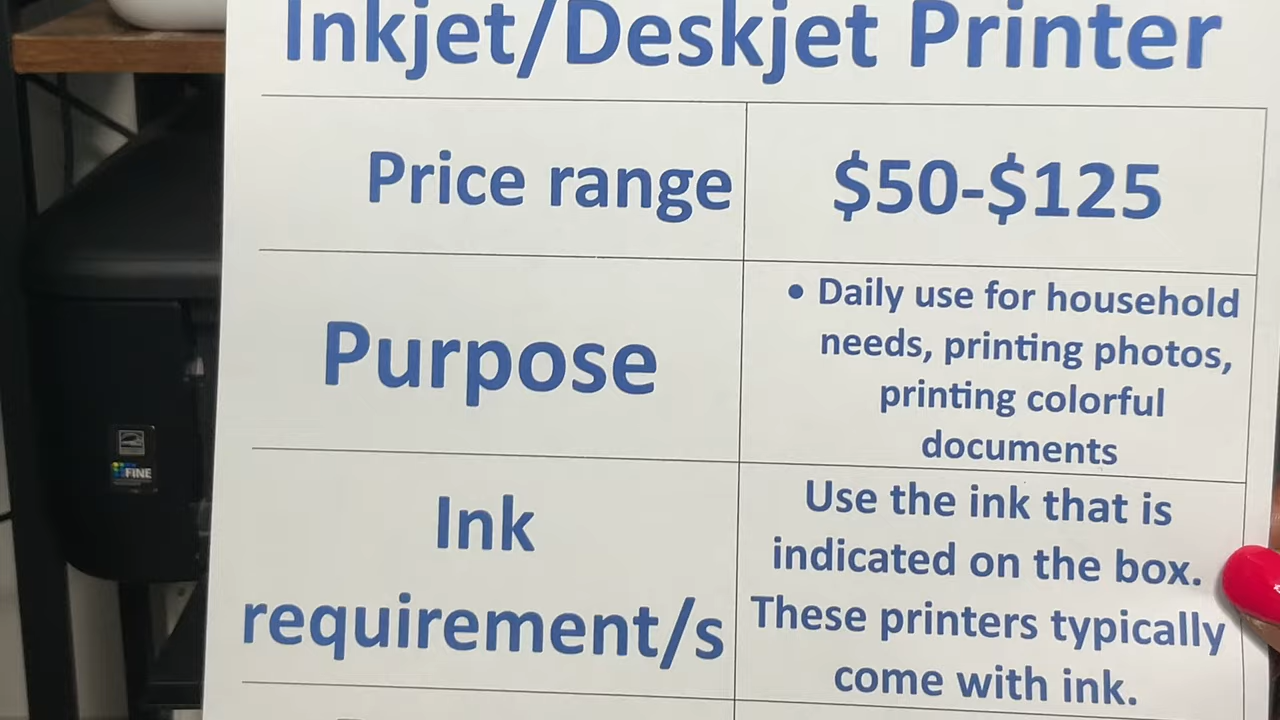 Inkjet/Deskjet Printer
Price range
$50-$125
Purpose
• Daily use for household
needs, printing photos,
printing colorful
documents
Ink
requirement/s
Use the ink that is
indicated on the box.
These printers typically
come with ink.
FINE